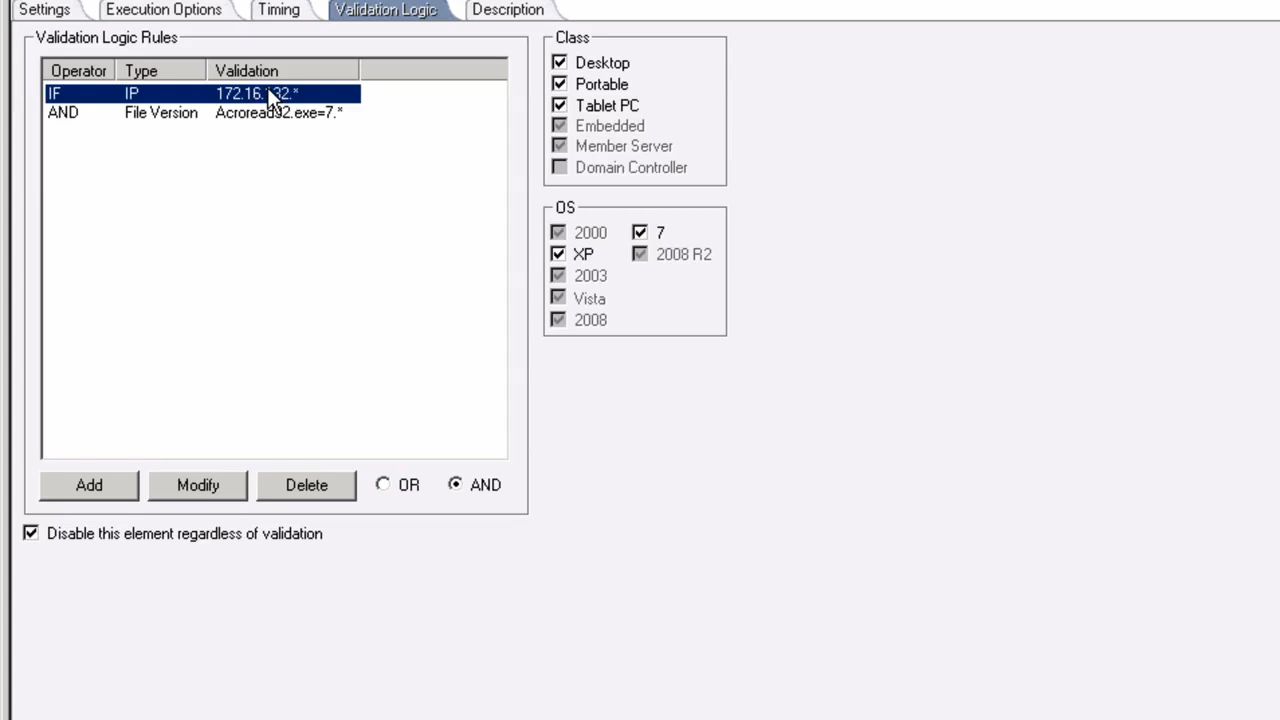 Settings Execution Options Timing Validation Logic Description
Validation Logic Rules
Operator Type Validation
IF IP
AND File Version
Add Modify Delete OR AND
Disable this element regardless of validation
Class
Desktop
Portable
Tablet PC
Embedded
Member Server
Domain Controller
OS
2000 7
XP 2008 R2
2003
Vista
2008